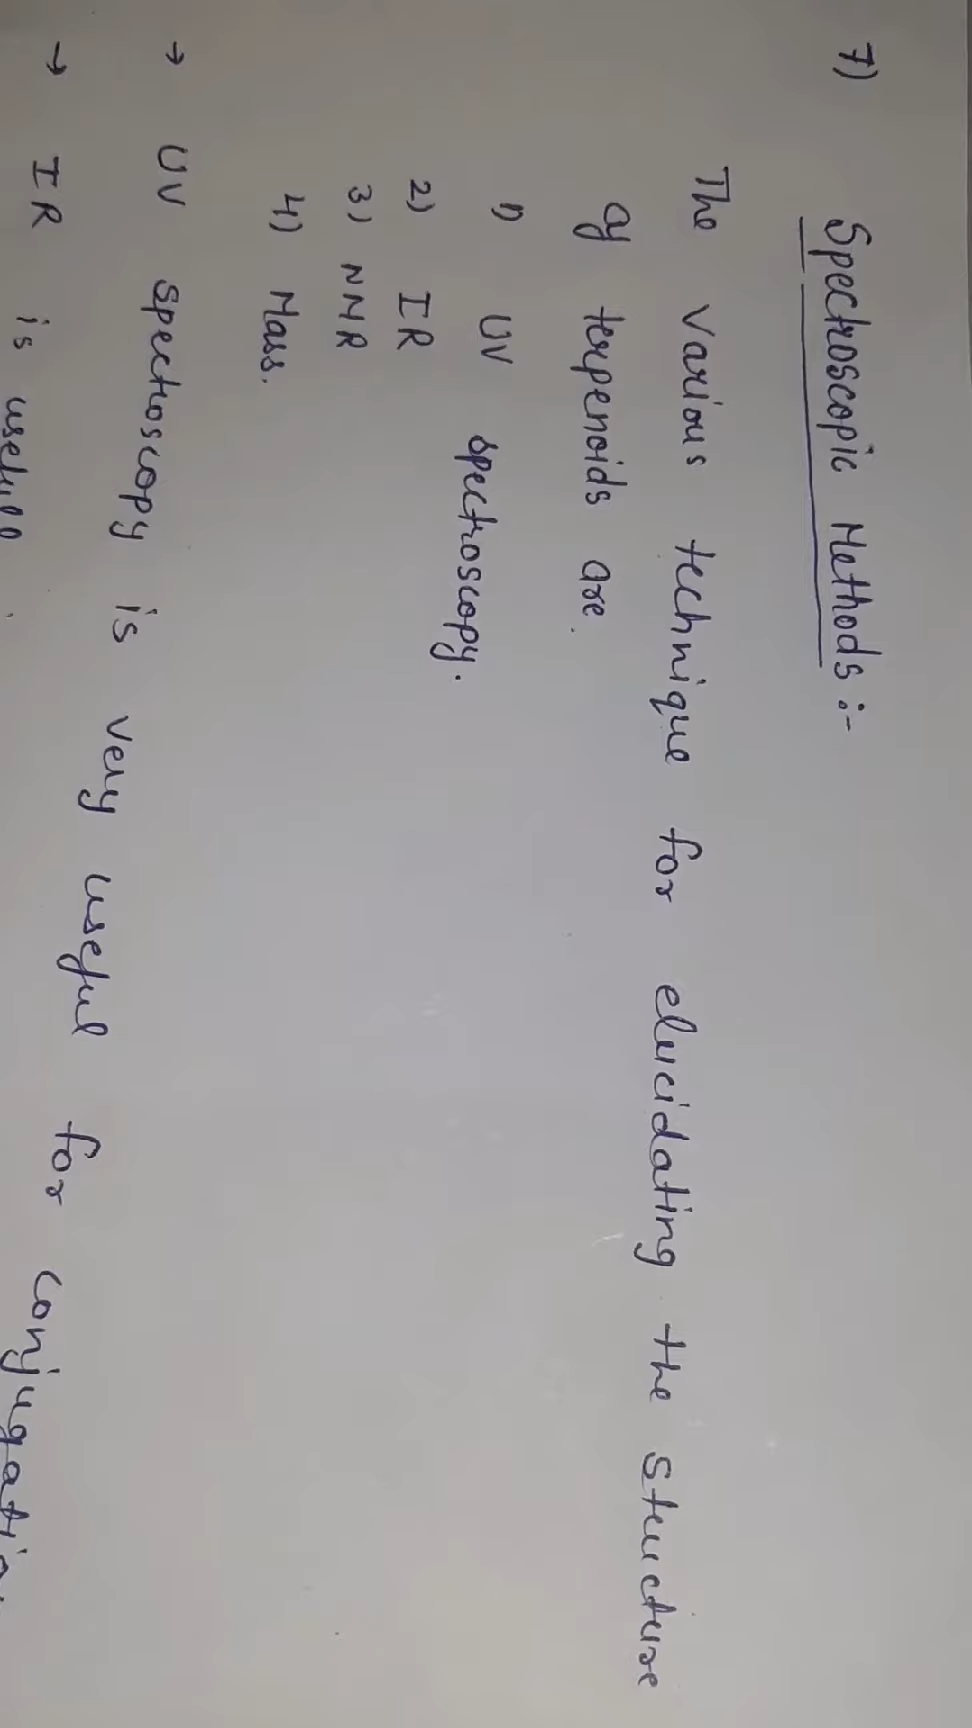 7) Spectroscopic Methods :-
The various technique for elucidating the structure
of terpenoids are.
1) UV spectroscopy.
2) IR
3) NMR
4) Mass.
→ UV spectroscopy is very useful for
→ IR is